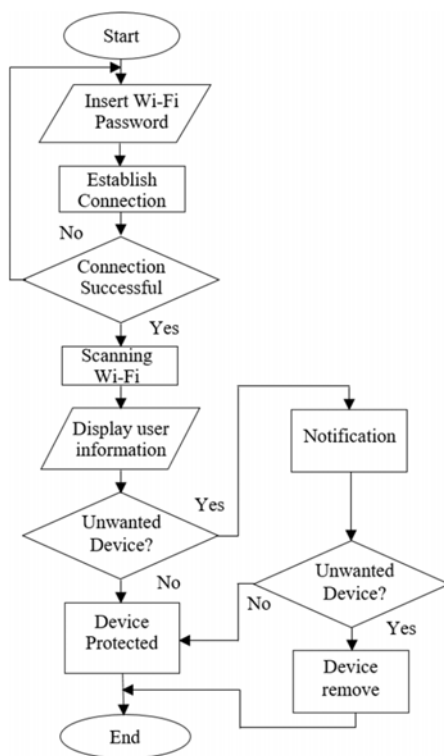 Start
Insert Wi-Fi
Password
Establish
Connection
No
Connection
Successful
Yes
Scanning
Wi-Fi
Display user
information
Unwanted
Device?
Yes
No
Notification
Unwanted
Device?
No
Yes
Device
Protected
Device
remove
End